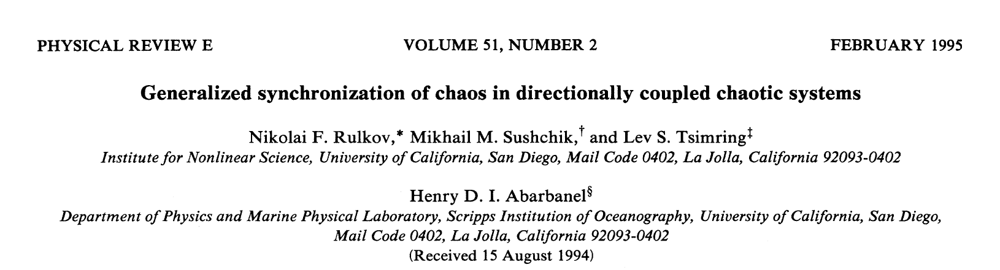 PHYSICAL REVIEW E VOLUME 51, NUMBER 2 FEBRUARY 1995
Generalized synchronization of chaos in directionally coupled chaotic systems
Nikolai F. Rulkov,* Mikhail M. Sushchik,† and Lev S. Tsimring‡
Institute for Nonlinear Science, University of California, San Diego, Mail Code 0402, La Jolla, California 92093-0402
Henry D. I. Abarbanel§
Department of Physics and Marine Physical Laboratory, Scripps Institution of Oceanography, University of California, San Diego,
Mail Code 0402, La Jolla, California 92093-0402
(Received 15 August 1994)